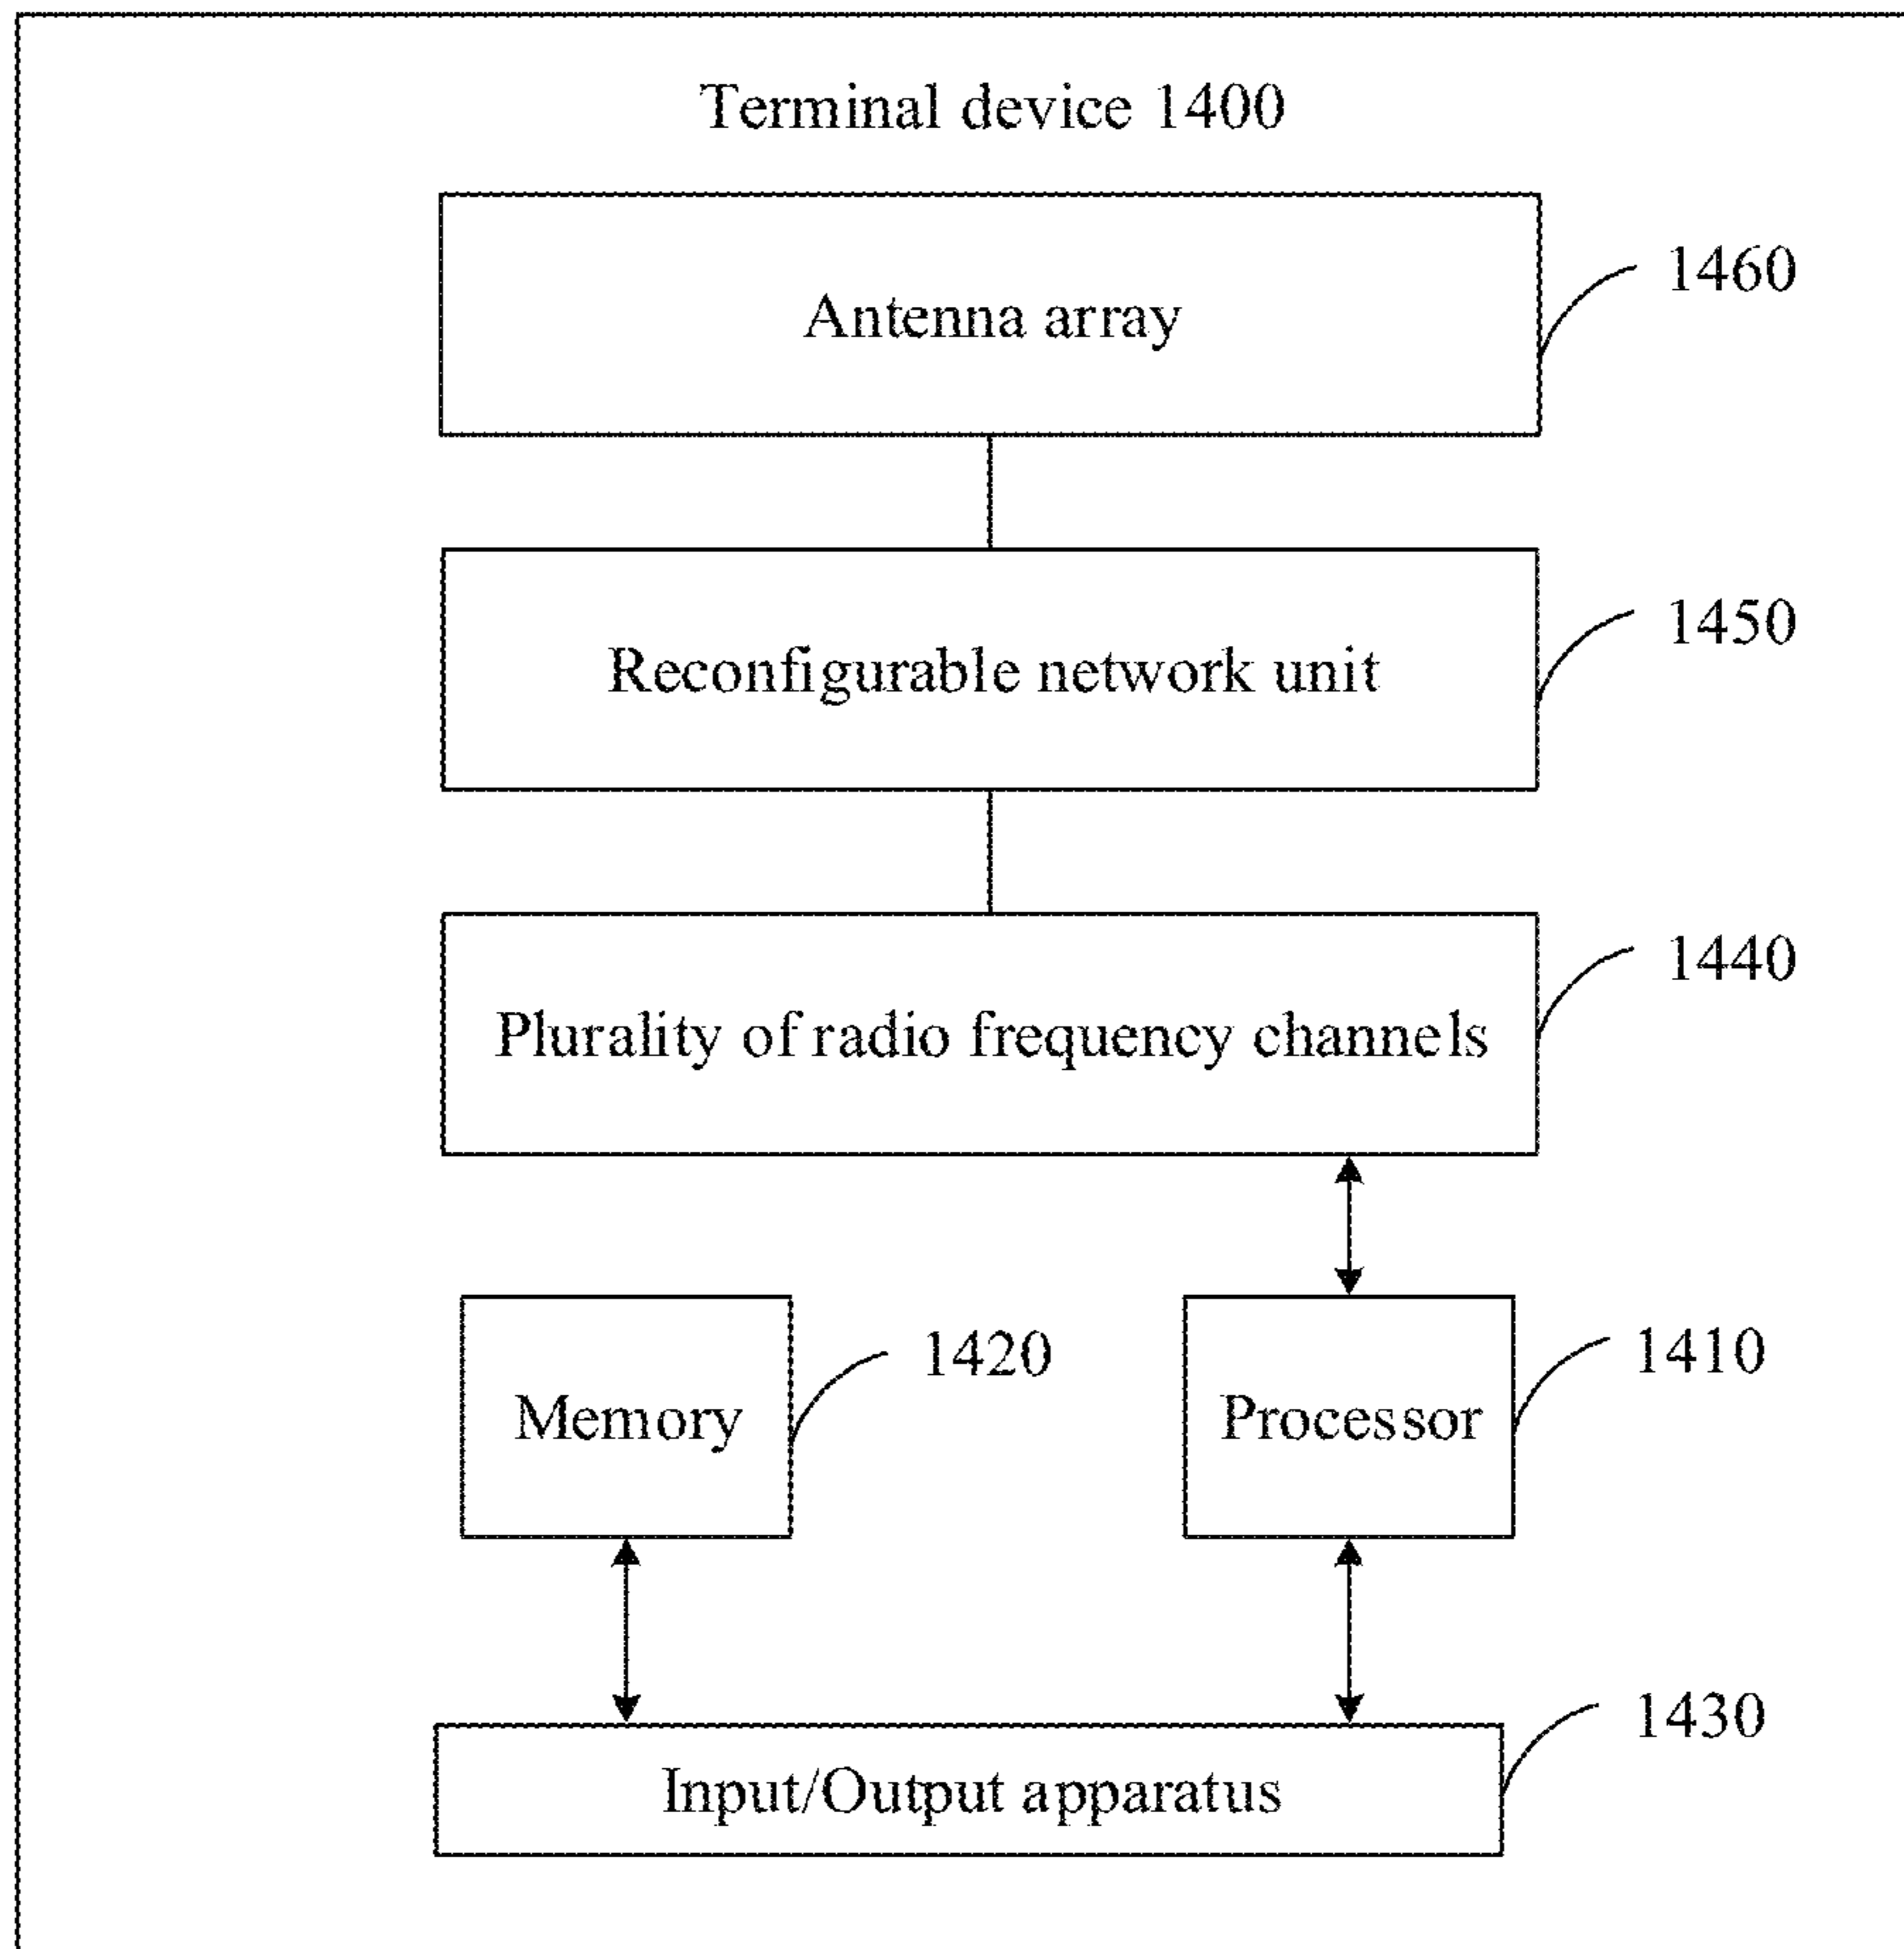 Terminal device 1400
Antenna array
1460
Reconfigurable network unit
1450
Plurality of radio frequency channels
1440
Memory
1420
Processor
1410
Input/Output apparatus
1430